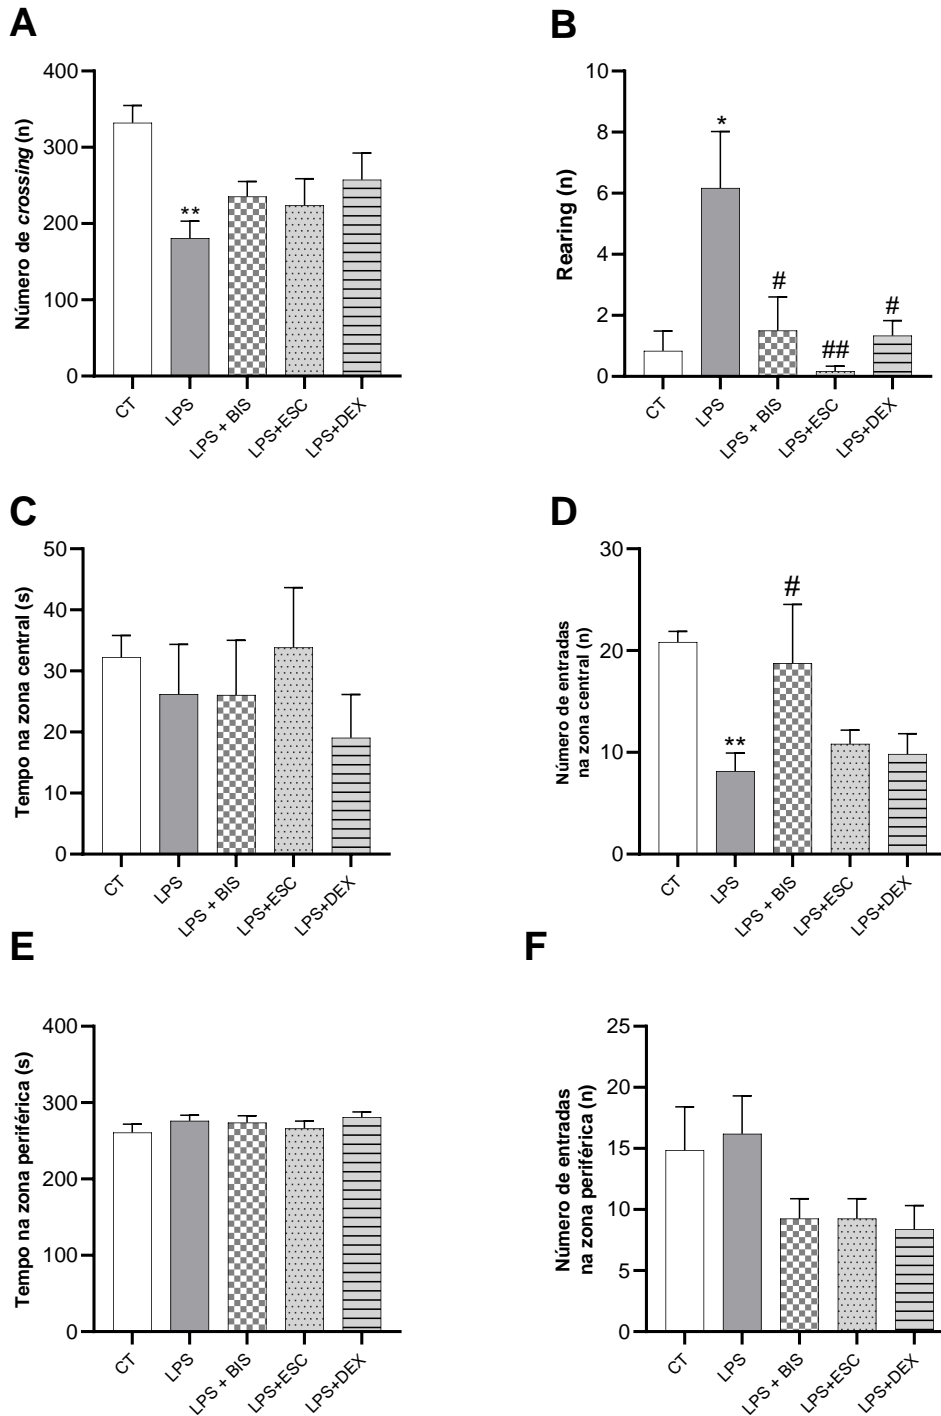 A
Número de crossing (n)
400
300
200
100
0
**
CT
LPS
LPS + BIS
LPS+ESC
LPS+DEX
B
Rearing (n)
10
8
6
4
2
0
*
#
##
#
CT
LPS
LPS + BIS
LPS+ESC
LPS+DEX
C
Tempo na zona central (s)
50
40
30
20
10
0
CT
LPS
LPS + BIS
LPS+ESC
LPS+DEX
D
Número de entradas
na zona central (n)
30
20
10
0
**
#
CT
LPS
LPS + BIS
LPS+ESC
LPS+DEX
E
Tempo na zona periférica (s)
400
300
200
100
0
CT
LPS
LPS + BIS
LPS+ESC
LPS+DEX
F
Número de entradas
na zona periférica (n)
25
20
15
10
5
0
CT
LPS
LPS + BIS
LPS+ESC
LPS+DEX